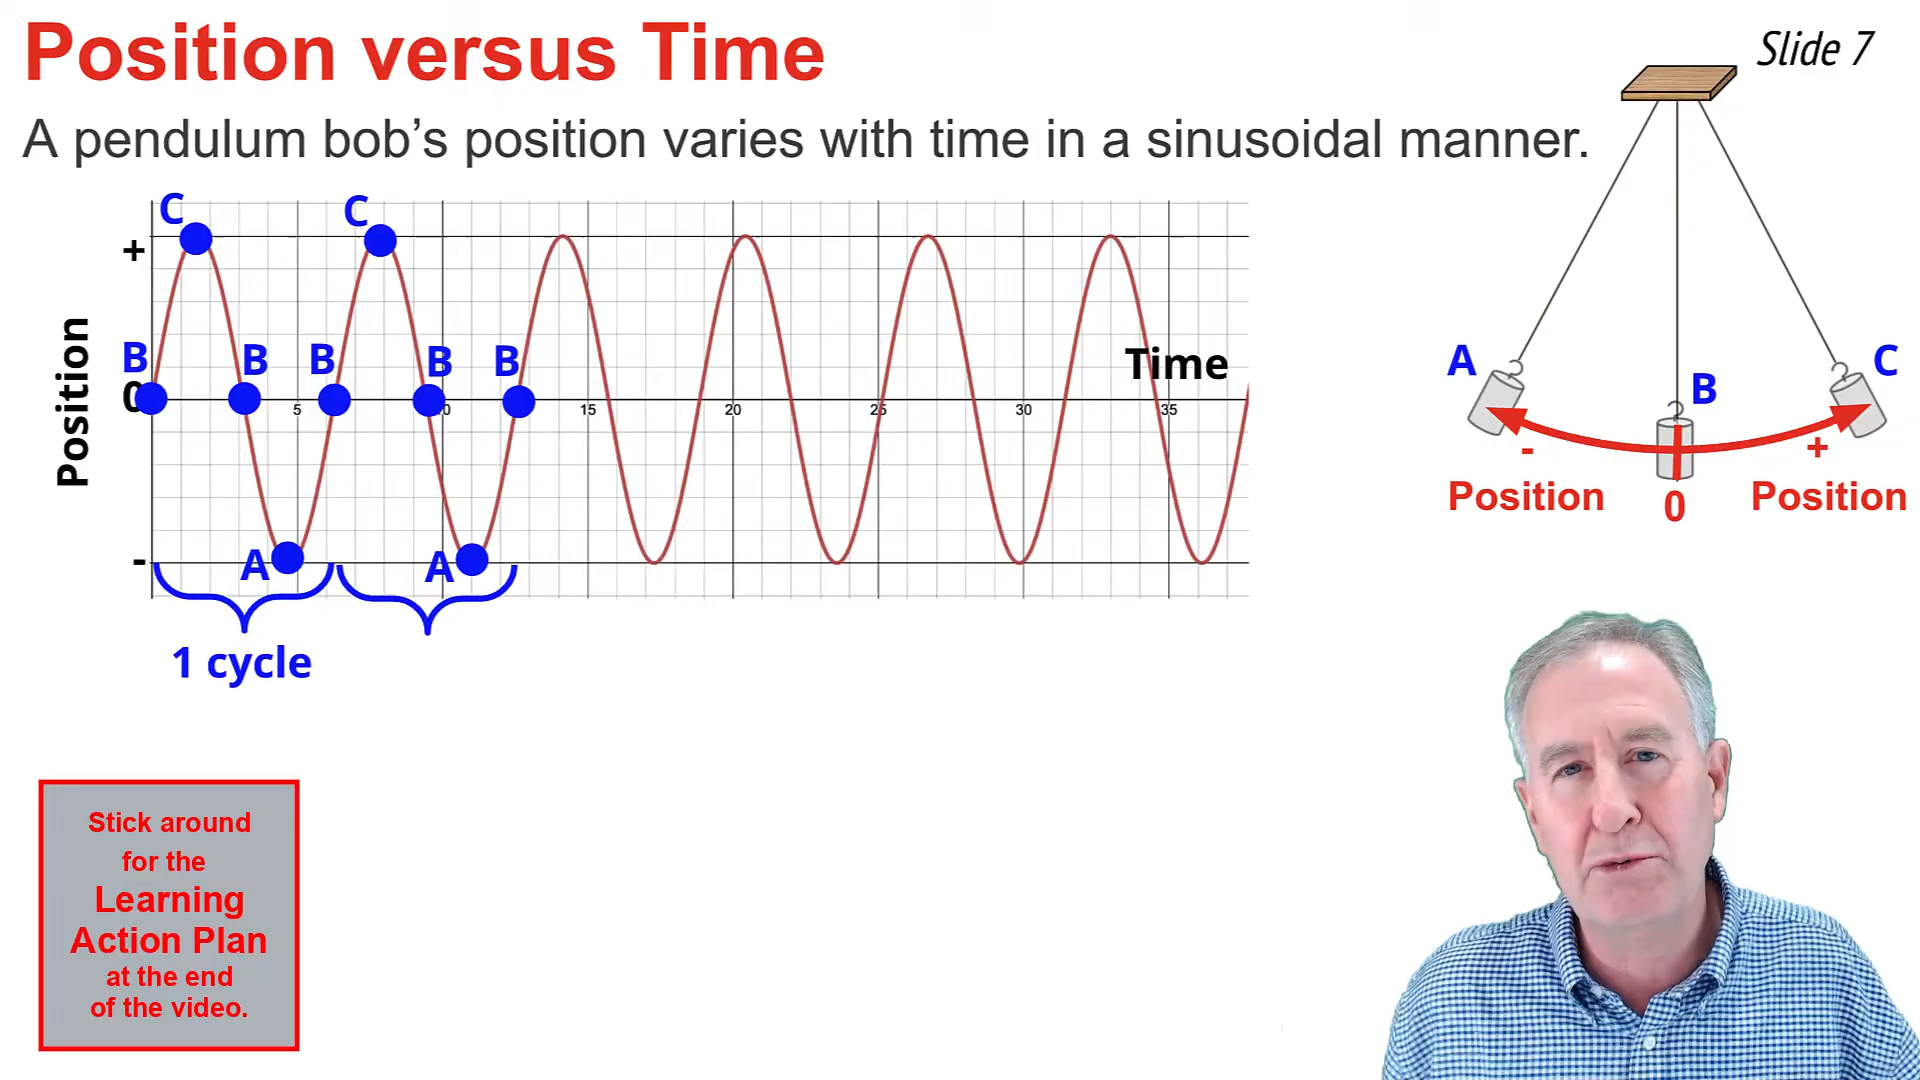 Position versus Time
Slide 7
A pendulum bob’s position varies with time in a sinusoidal manner.
C
C
+
Position
B
B
B
B
B
0
Time
5
10
15
20
25
30
35
-
A
A
1 cycle
A
B
C
-
+
Position
0
Position
Stick around
for the
Learning
Action Plan
at the end
of the video.